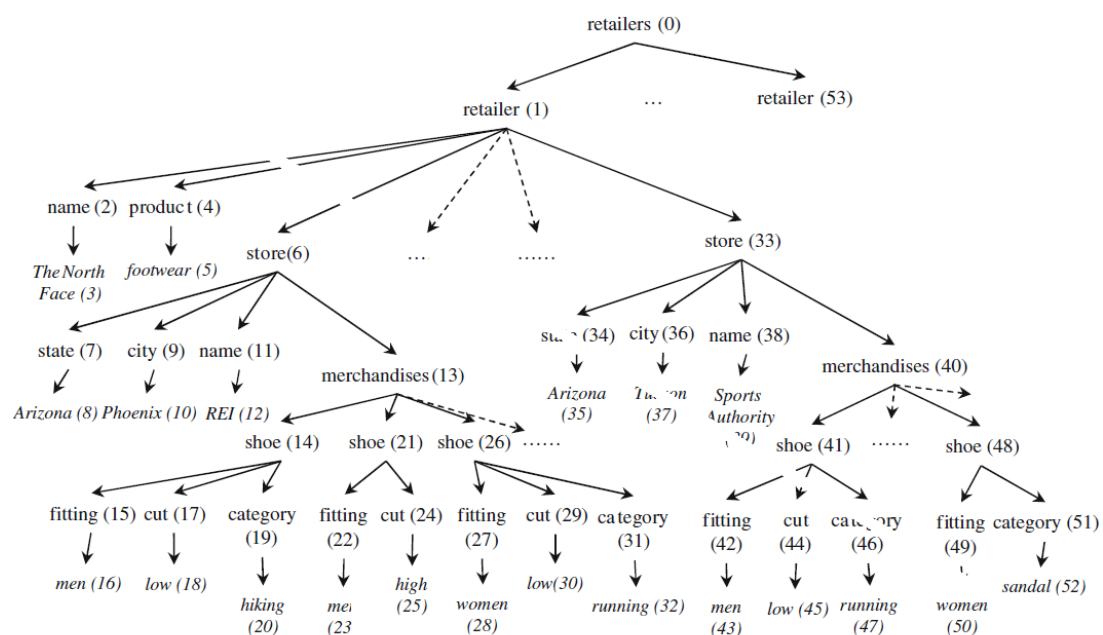 retailers (0)
retailer (1)
...
retailer (53)
name (2) product (4)
store(6)
....
......
store (33)
The North
Face (3)
footwear (5)
state (7) city (9) name (11)
merchandises (13)
(34) city (36) name (38)
merchandises (40)
Arizona (8) Phoenix (10) REI (12)
Arizona
(35)
(37)
Sports
(14)
shoe (14) shoe (21) shoe (26) ......
shoe (41) ...... shoe (48)
fitting (15) cut (17) category
(19)
fitting
(22)
cut (24) fitting
(27)
cut (29) category
(31)
fitting
(42)
cut
(44)
(46)
fitting
(49)
category (51)
men (16) low (18)
hiking
(20)
high
(25)
women
(28)
low(30)
running (32)
men
(43)
low (45)
running
(47)
women
(50)
sandal (52)